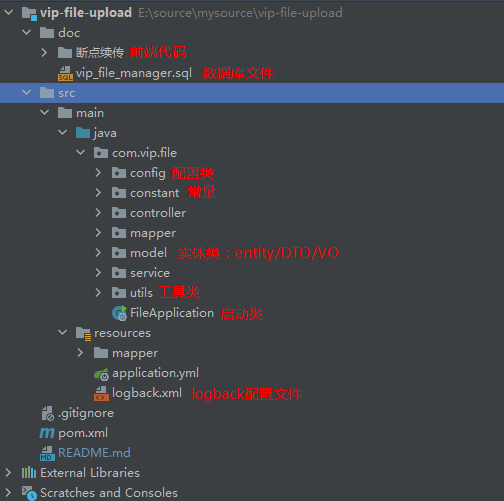 vip-file-upload E:\source\mysource\vip-file-upload
doc
断点续传 前端代码
vip_file_manager.sql 数据库文件
src
main
java
com.vip.file
config 配置类
constant 常量
controller
mapper
model 实体类：entity/DTO/VO
service
utils 工具类
FileApplication 启动类
resources
mapper
application.yml
logback.xml logback配置文件
.gitignore
pom.xml
README.md
External Libraries
Scratches and Consoles